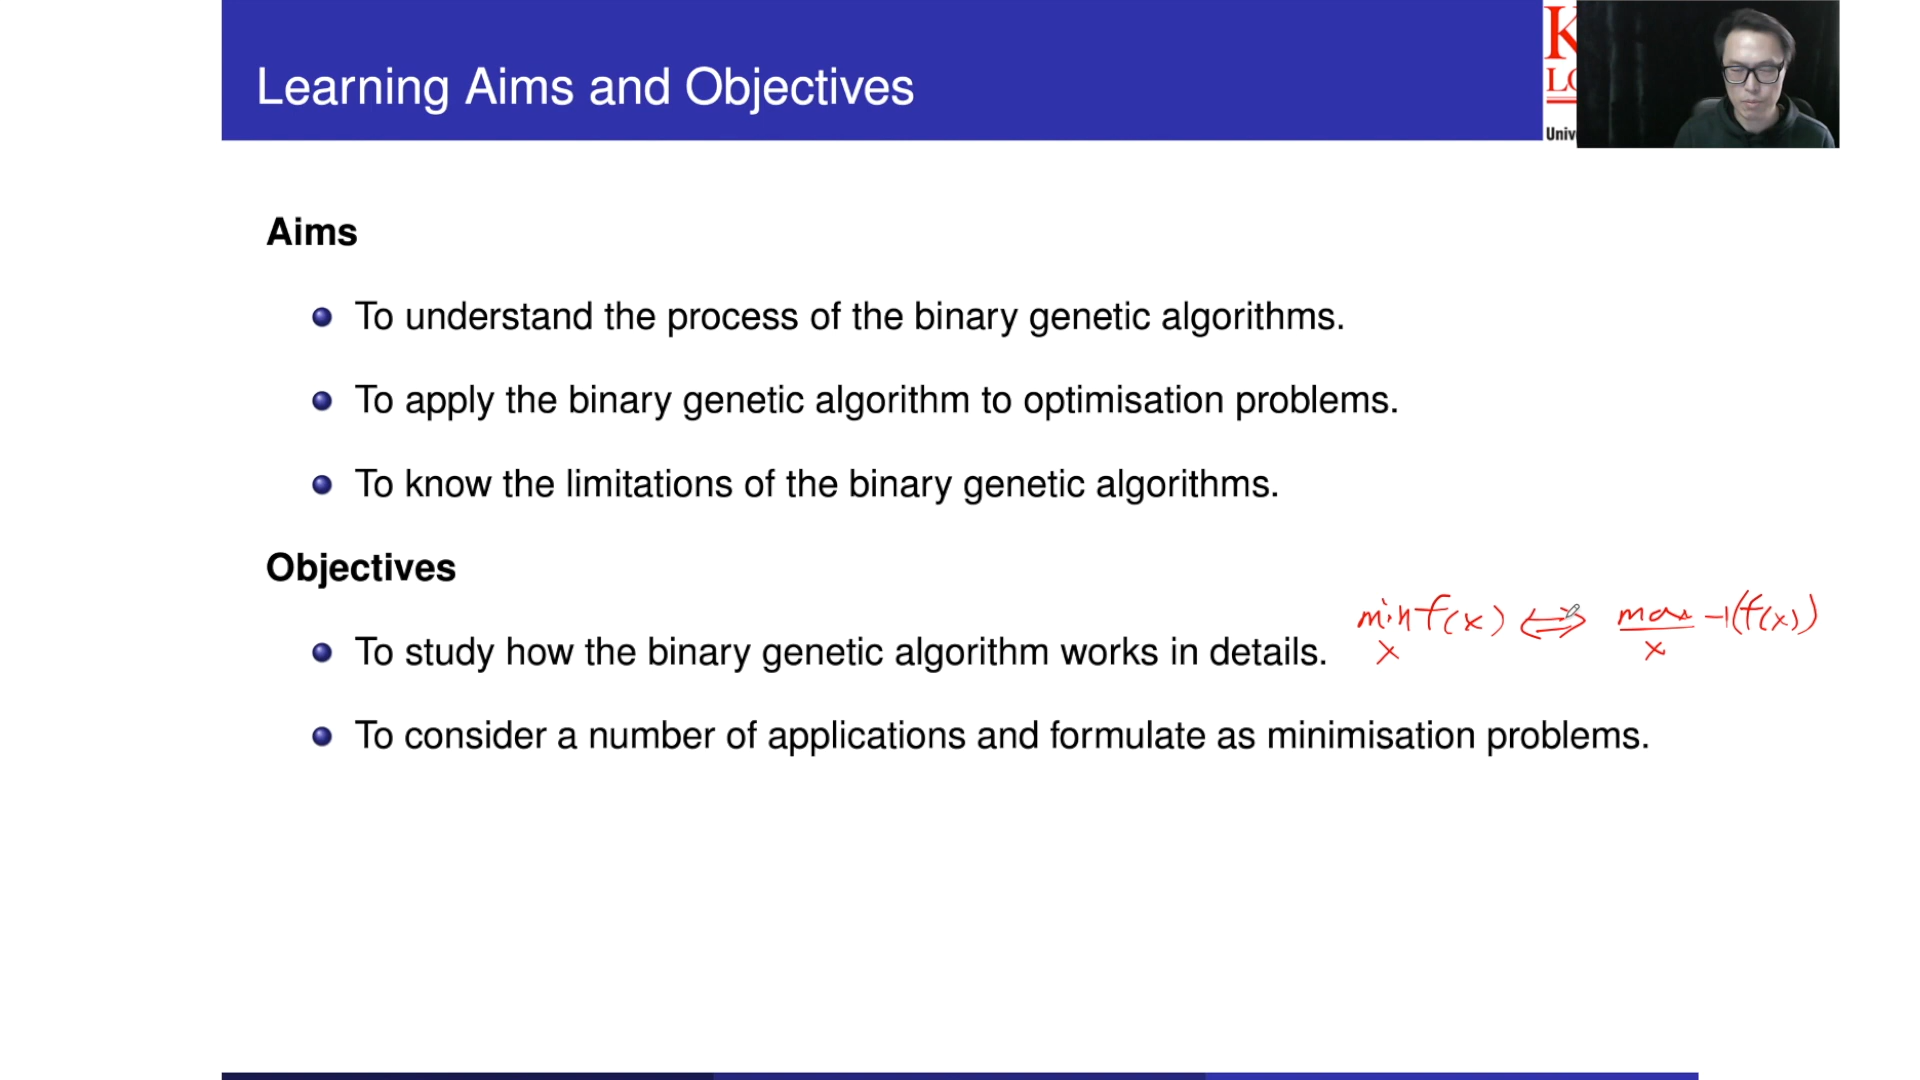 Learning Aims and Objectives
K
LO
Univ
Aims
To understand the process of the binary genetic algorithms.
To apply the binary genetic algorithm to optimisation problems.
To know the limitations of the binary genetic algorithms.
Objectives
min f(x) ⇔ max -1(f(x))
x x
To study how the binary genetic algorithm works in details.
To consider a number of applications and formulate as minimisation problems.